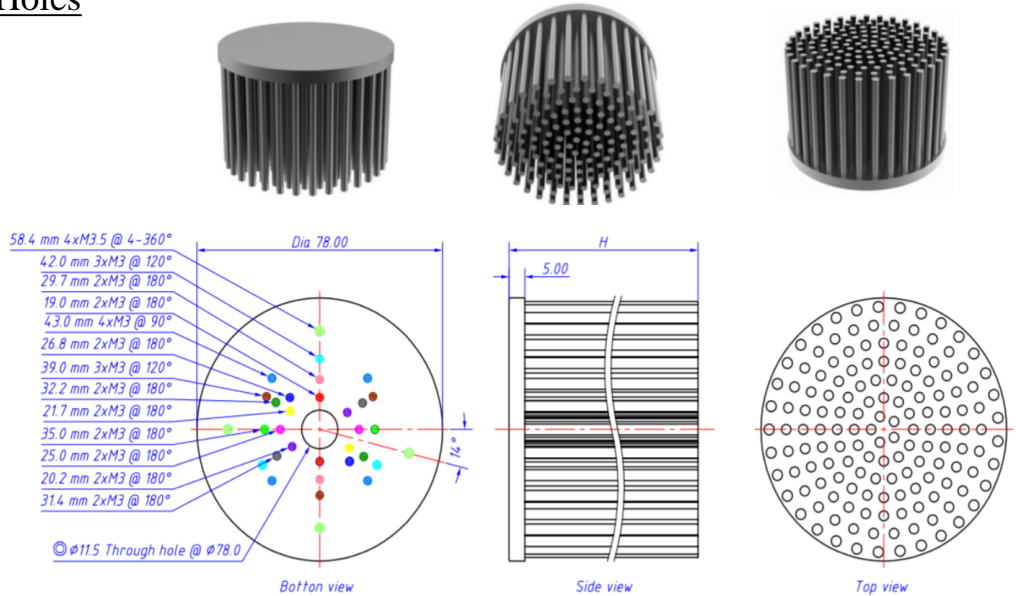 Holes
58.4 mm 4xM3.5 @ 4-360°
42.0 mm 3xM3 @ 120°
29.7 mm 2xM3 @ 180°
19.0 mm 2xM3 @ 180°
43.0 mm 4xM3 @ 90°
26.8 mm 2xM3 @ 180°
39.0 mm 3xM3 @ 120°
32.2 mm 2xM3 @ 180°
21.7 mm 2xM3 @ 180°
35.0 mm 2xM3 @ 180°
25.0 mm 2xM3 @ 180°
20.2 mm 2xM3 @ 180°
31.4 mm 2xM3 @ 180°
⌀11.5 Through hole @ ⌀78.0
Dia 78.00
14°
Botton view
H
5.00
Side view
Top view